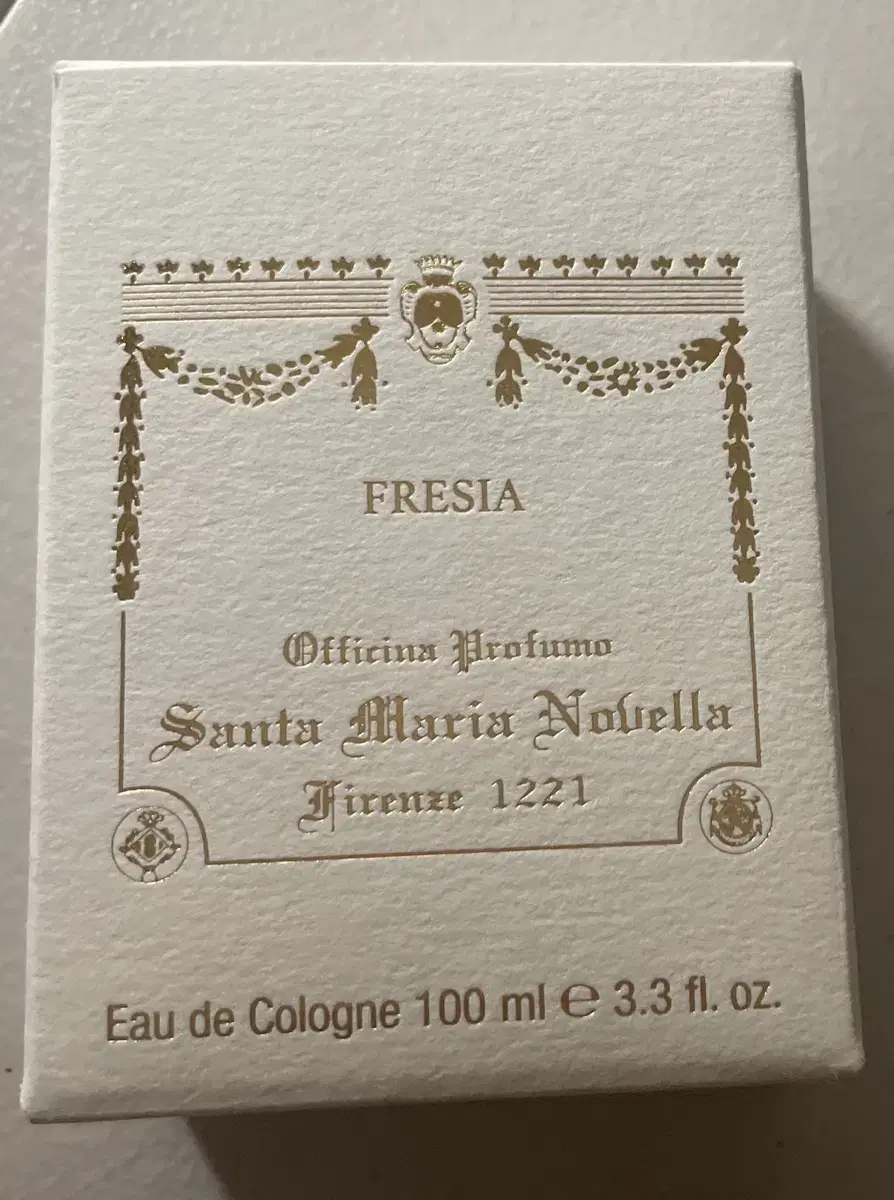 FRESIA
Officina Profumo
Santa Maria Novella
Firenze 1221
Eau de Cologne 100 ml ℮ 3.3 fl. oz.